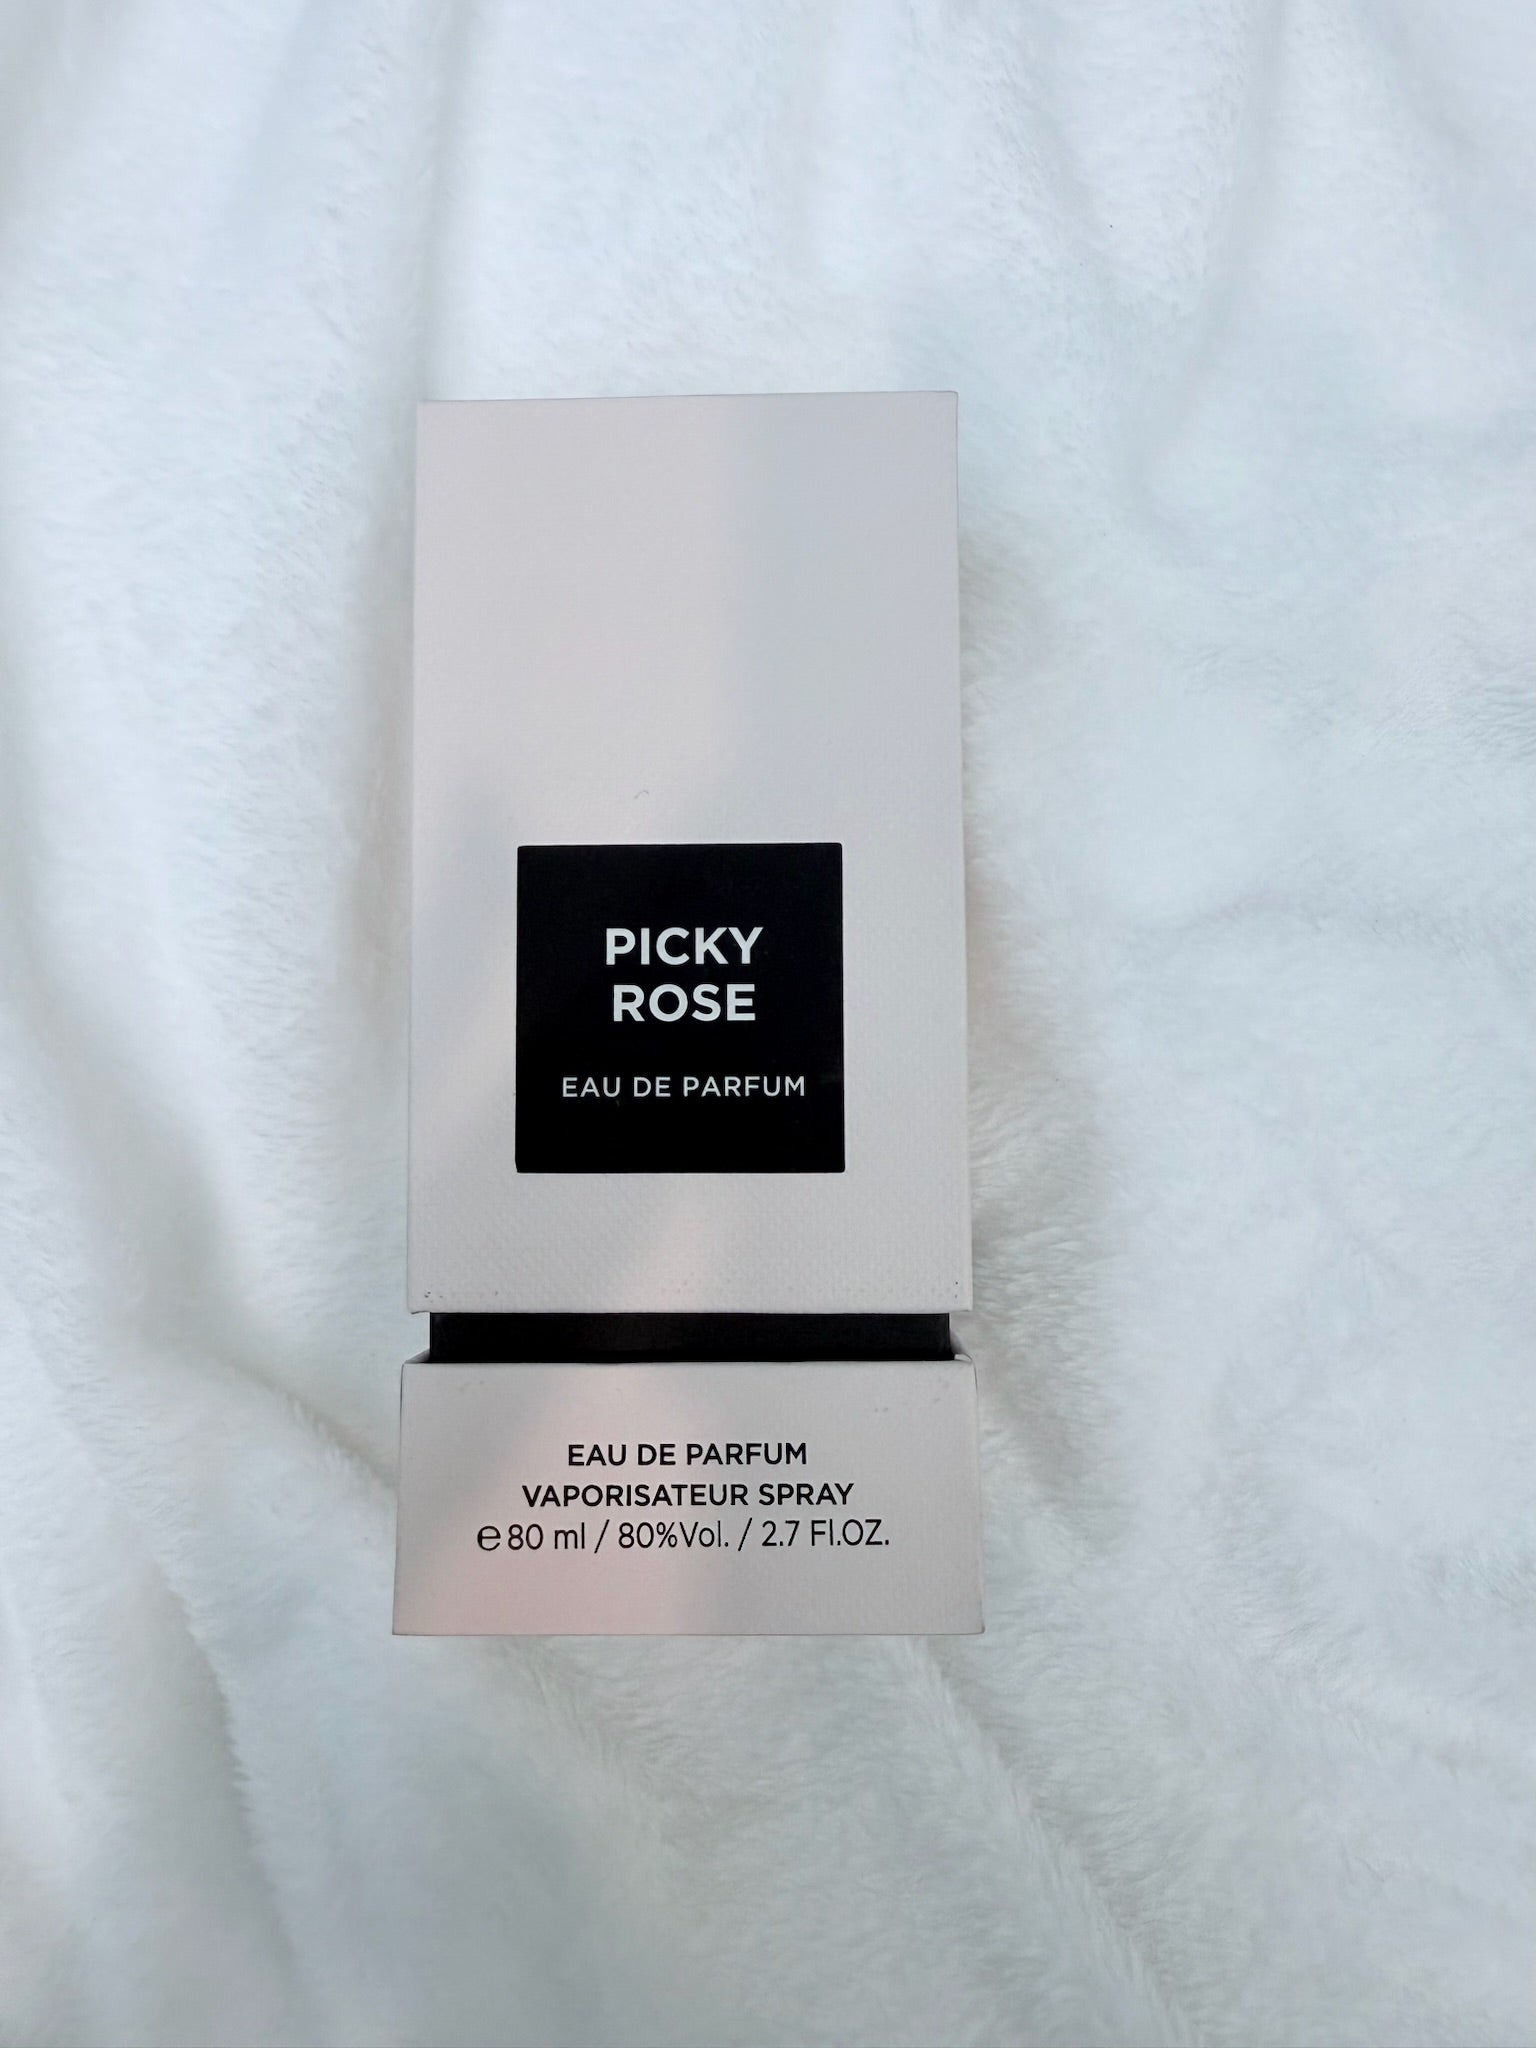 PICKY
ROSE
EAU DE PARFUM
EAU DE PARFUM
VAPORISATEUR SPRAY
℮ 80 ml / 80%Vol. / 2.7 Fl.OZ.